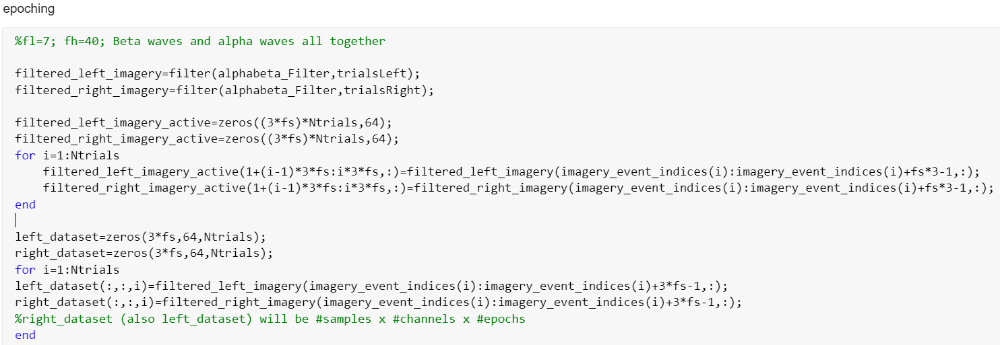 epoching
%fl=7; fh=40; Beta waves and alpha waves all together
filtered_left_imagery=filter(alphabeta_Filter,trialsLeft);
filtered_right_imagery=filter(alphabeta_Filter,trialsRight);
filtered_left_imagery_active=zeros((3*fs)*Ntrials,64);
filtered_right_imagery_active=zeros((3*fs)*Ntrials,64);
for i=1:Ntrials
    filtered_left_imagery_active(1+(i-1)*3*fs:i*3*fs,:)=filtered_left_imagery(imagery_event_indices(i):imagery_event_indices(i)+fs*3-1,:);
    filtered_right_imagery_active(1+(i-1)*3*fs:i*3*fs,:)=filtered_right_imagery(imagery_event_indices(i):imagery_event_indices(i)+fs*3-1,:);
end
left_dataset=zeros(3*fs,64,Ntrials);
right_dataset=zeros(3*fs,64,Ntrials);
for i=1:Ntrials
left_dataset(:,:,i)=filtered_left_imagery(imagery_event_indices(i):imagery_event_indices(i)+3*fs-1,:);
right_dataset(:,:,i)=filtered_right_imagery(imagery_event_indices(i):imagery_event_indices(i)+3*fs-1,:);
%right_dataset (also left_dataset) will be #samples x #channels x #epochs
end